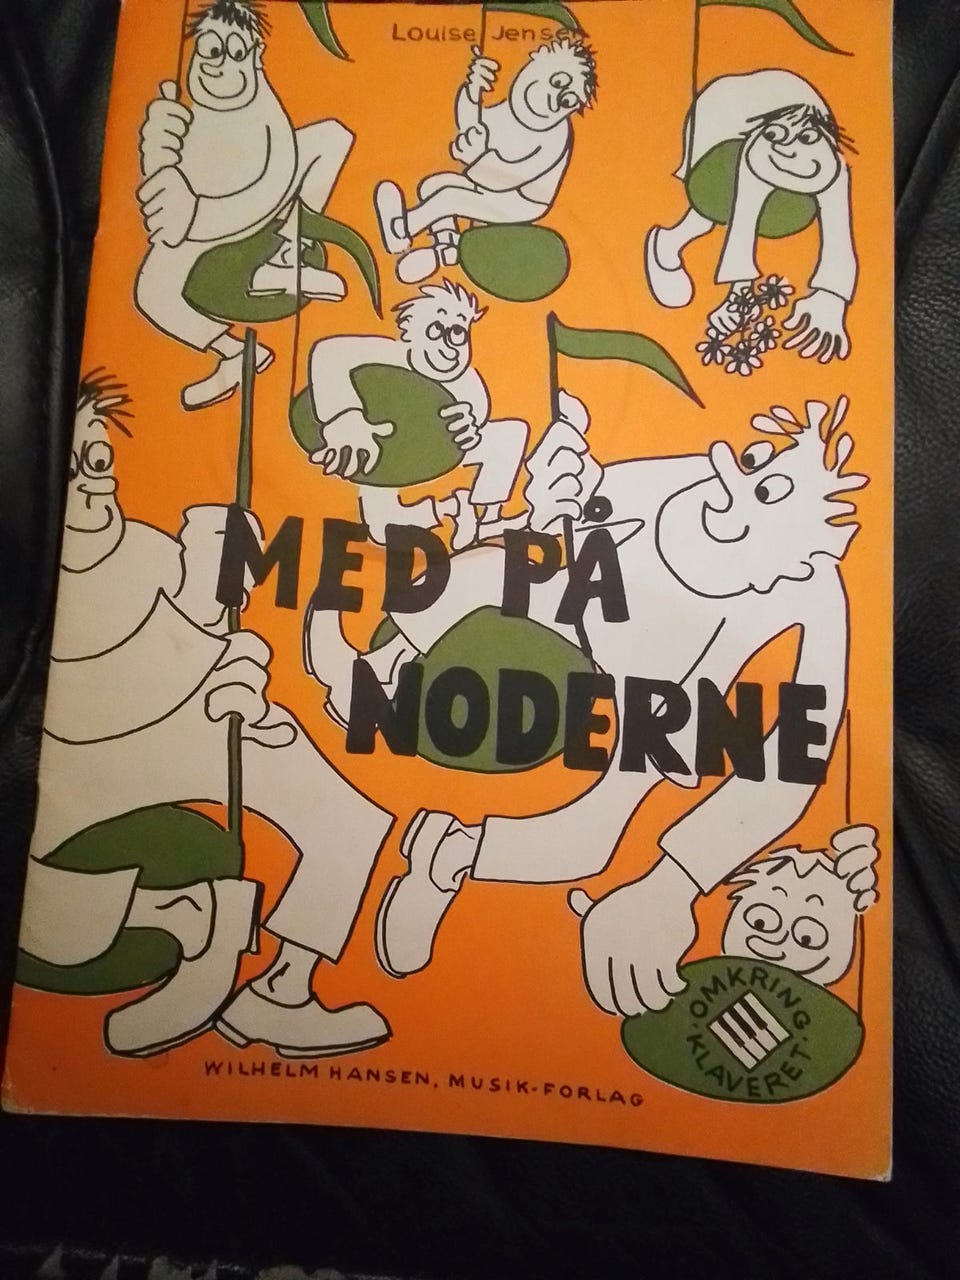 Louise Jensen
MED PÅ
NODERNE
OMKRING
KLAVERET
WILHELM HANSEN, MUSIK-FORLAG